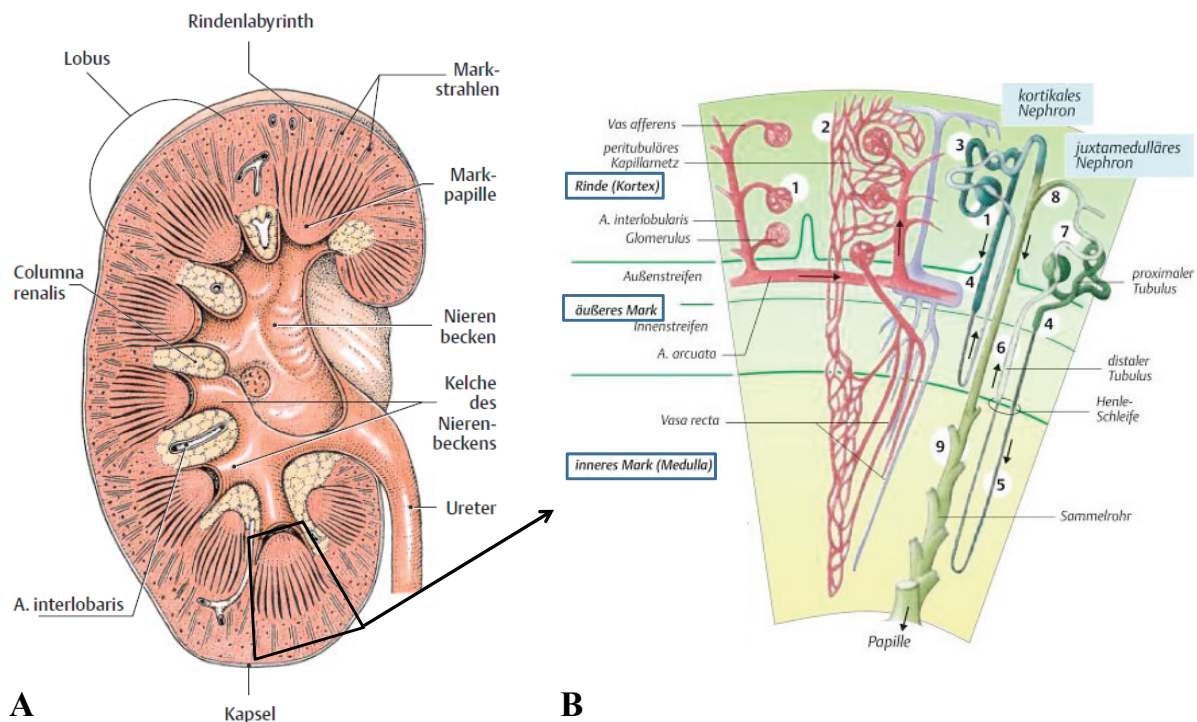 Rindenlabyrinth
Lobus
Mark-
strahlen
Mark-
papille
Columna
renalis
Nieren
becken
Kelche
des
Nieren-
beckens
Ureter
A. interlobaris
Kapsel
A
kortikales
Nephron
juxtamedulläres
Nephron
Vas afferens
peritubuläres
Kapillarnetz
Rinde (Kortex)
A. interlobularis
Glomerulus
Außenstreifen
äußeres Mark
Innenstreifen
A. arcuata
Vasa recta
inneres Mark (Medulla)
2
1
3
1
4
8
7
4
6
9
5
proximaler
Tubulus
distaler
Tubulus
Henle-
Schleife
Sammelrohr
Papille
B